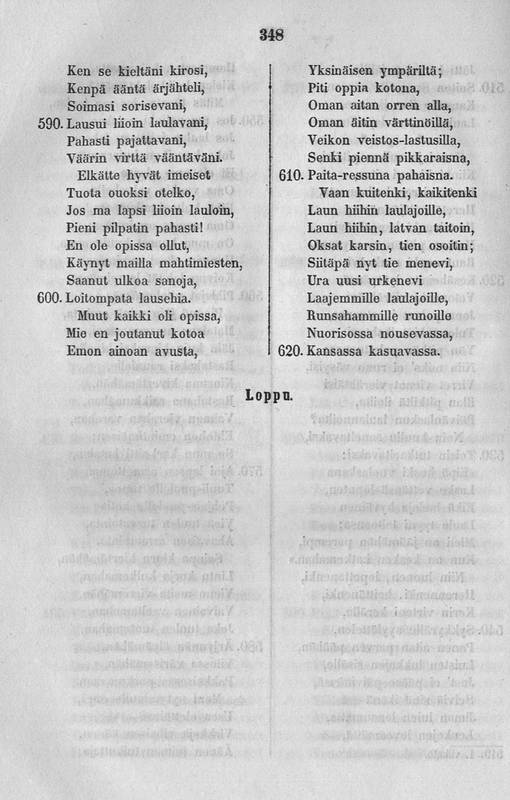 348
Ken se kieltäni kirosi,
Kenpä ääntä ärjähteli,
Soimasi sorisevani,
590. Lausui liioin laulavani,
Pahasti pajattavani,
Väärin virttä vääntäväni.
Elkätte hyvät imeiset
Tuota ouoksi otelko,
Jos ma lapsi liioin lauloin,
Pieni pilpatin pahasti!
En ole opissa ollut,
Käynyt mailla mahtimiesten,
Saanut ulkoa sanoja,
600. Loitompata lausehia.
Muut kaikki oli opissa,
Mie en joutanut kotoa
Emon ainoan avusta,
Yksinäisen ympäriltä;
Piti oppia kotona,
Oman aitan orren alla,
Oman äitin värttinöillä,
Veikon veistos-lastusilla,
Senki piennä pikkaraisna,
610. Paita-ressuna pahaisna.
Vaan kuitenki, kaikitenki
Laun hiihin laulajoille,
Laun hiihin, latvan taitoin,
Oksat karsin, tien osoitin;
Siitäpä nyt tie menevi,
Ura uusi urkenevi
Laajemmille laulajoille,
Runsahammille runoille
Nuorisossa nousevassa,
620. Kansassa kasuavassa.
Loppu.